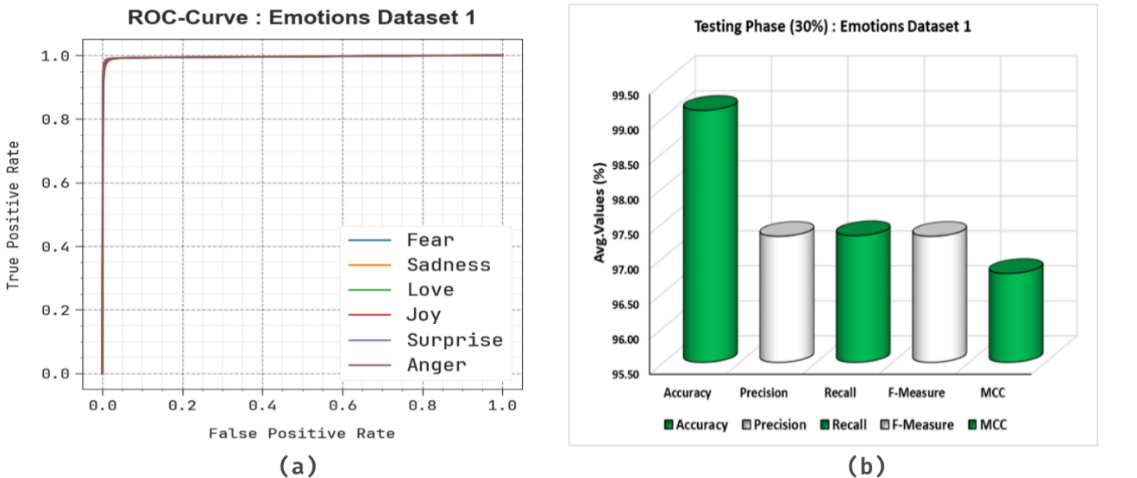 ROC-Curve : Emotions Dataset 1
True Positive Rate
1.0
0.8
0.6
0.4
0.2
0.0
Fear
Sadness
Love
Joy
Surprise
Anger
0.0 0.2 0.4 0.6 0.8 1.0
False Positive Rate
(a)
Testing Phase (30%) : Emotions Dataset 1
Avg.Values (%)
99.50
99.00
98.50
98.00
97.50
97.00
96.50
96.00
95.50
Accuracy Precision Recall F-Measure MCC
Accuracy Precision Recall F-Measure MCC
(b)